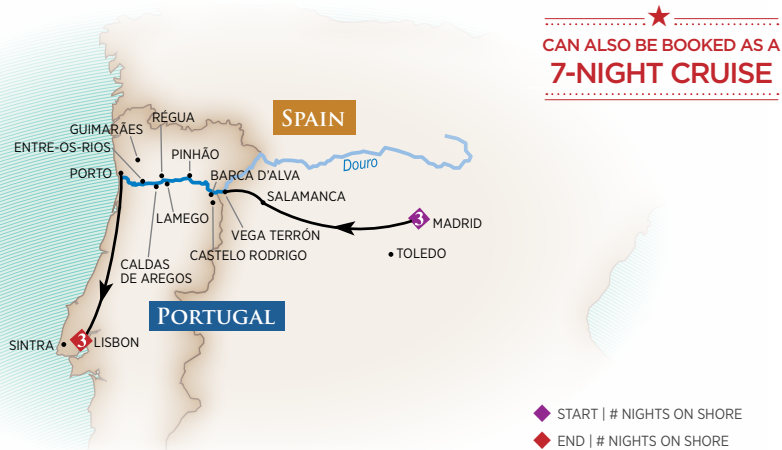 CAN ALSO BE BOOKED AS A
7-NIGHT CRUISE
SPAIN
RÉGUA
GUIMARÃES
ENTRE-OS-RIOS
PINHÃO
Douro
PORTO
BARCA D'ALVA
SALAMANCA
LAMEGO
3
MADRID
VEGA TERRÓN
CASTELO RODRIGO
TOLEDO
CALDAS
DE AREGOS
PORTUGAL
SINTRA
3
LISBON
START | # NIGHTS ON SHORE
END | # NIGHTS ON SHORE